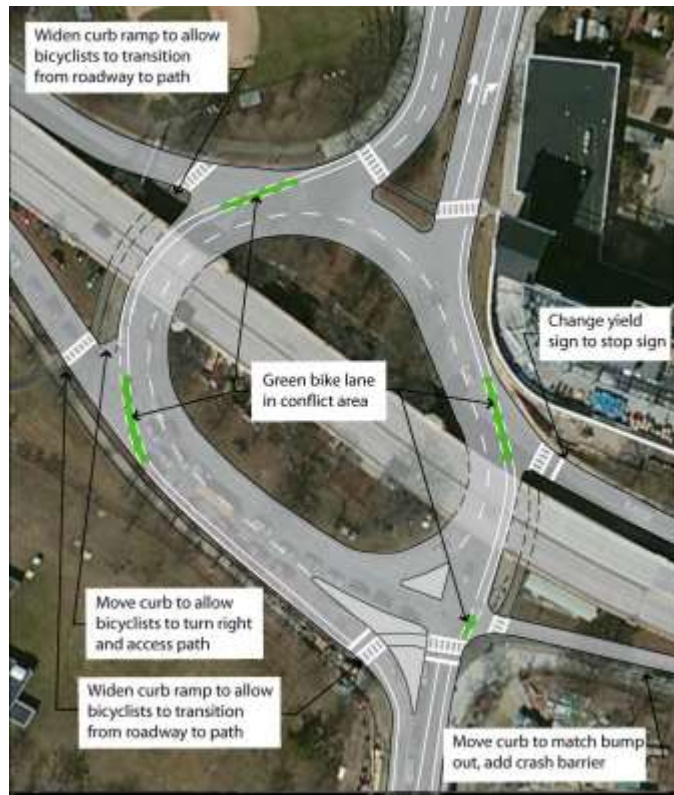 Widen curb ramp to allow
bicyclists to transition
from roadway to path
Change yield
sign to stop sign
Green bike lane
in conflict area
Move curb to allow
bicyclists to turn right
and access path
Widen curb ramp to allow
bicyclists to transition
from roadway to path
Move curb to match bump
out, add crash barrier